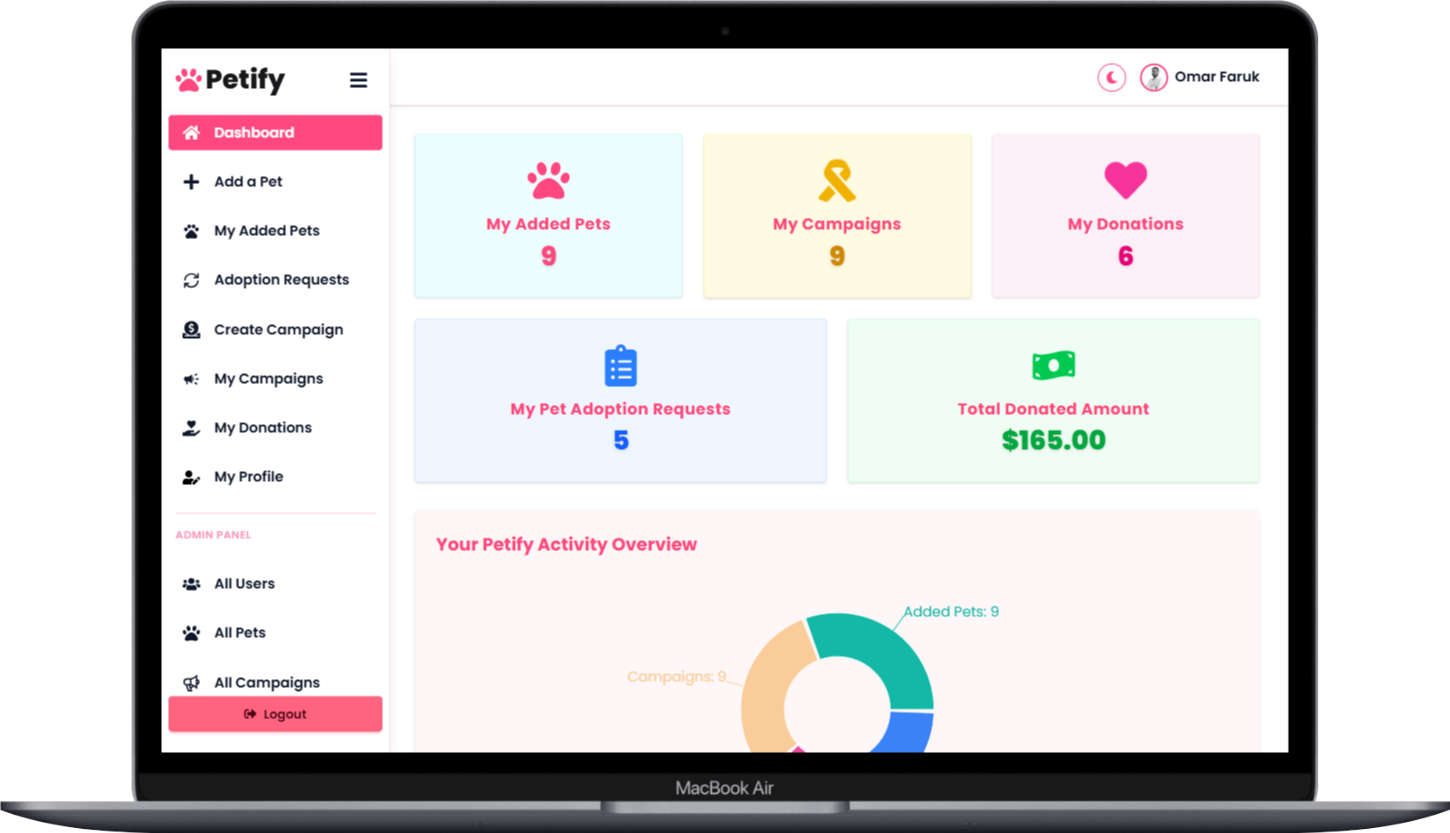 Petify
Omar Faruk
Dashboard
Add a Pet
My Added Pets
Adoption Requests
Create Campaign
My Campaigns
My Donations
My Profile
ADMIN PANEL
All Users
All Pets
All Campaigns
Logout
My Added Pets
9
My Campaigns
9
My Donations
6
My Pet Adoption Requests
5
Total Donated Amount
$165.00
Your Petify Activity Overview
Added Pets: 9
Campaigns: 9
MacBook Air